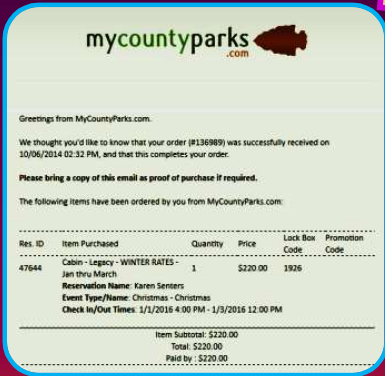 mycountyparks
.com
Greetings from MyCountyParks.com.
We thought you'd like to know that your order (#136989) was successfully received on
10/06/2014 02:32 PM, and that this completes your order.
Please bring a copy of this email as proof of purchase if required.
The following items have been ordered by you from MyCountyParks.com:
Res. ID Item Purchased Quantity Price Lock Box Code Promotion Code
47644 Cabin - Legacy - WINTER RATES - 1 $220.00 1926
Jan thru March
Reservation Name: Karen Senters
Event Type/Name: Christmas - Christmas
Check In/Out Times: 1/1/2016 4:00 PM - 1/3/2016 12:00 PM
Item Subtotal: $220.00
Total: $220.00
Paid by : $220.00